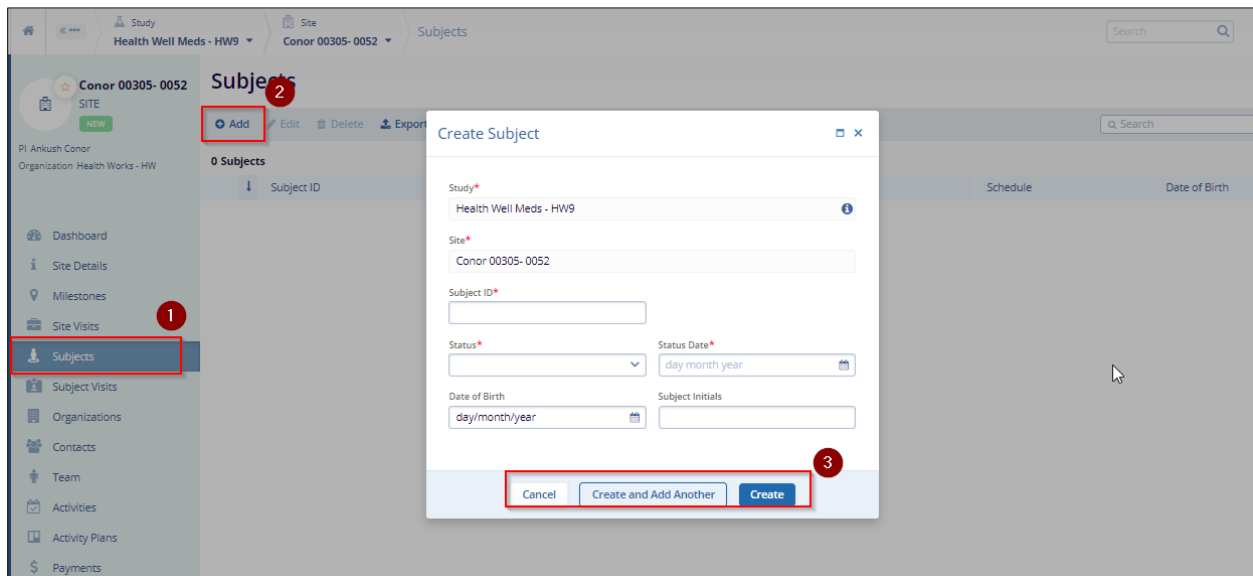 Study
Health Well Meds - HW9
Site
Conor 00305- 0052
Subjects
Search
Conor 00305- 0052
SITE
NEW
PI Ankush Conor
Organization Health Works - HW
Subjects
2
Add Edit Delete Export
Search
0 Subjects
Subject ID Schedule Date of Birth
Create Subject
Study*
Health Well Meds - HW9
Site*
Conor 00305- 0052
Subject ID*
Status* Status Date*
day month year
Date of Birth Subject Initials
day/month/year
3
Cancel Create and Add Another Create
Dashboard
Site Details
Milestones
1
Site Visits
Subjects
Subject Visits
Organizations
Contacts
Team
Activities
Activity Plans
Payments